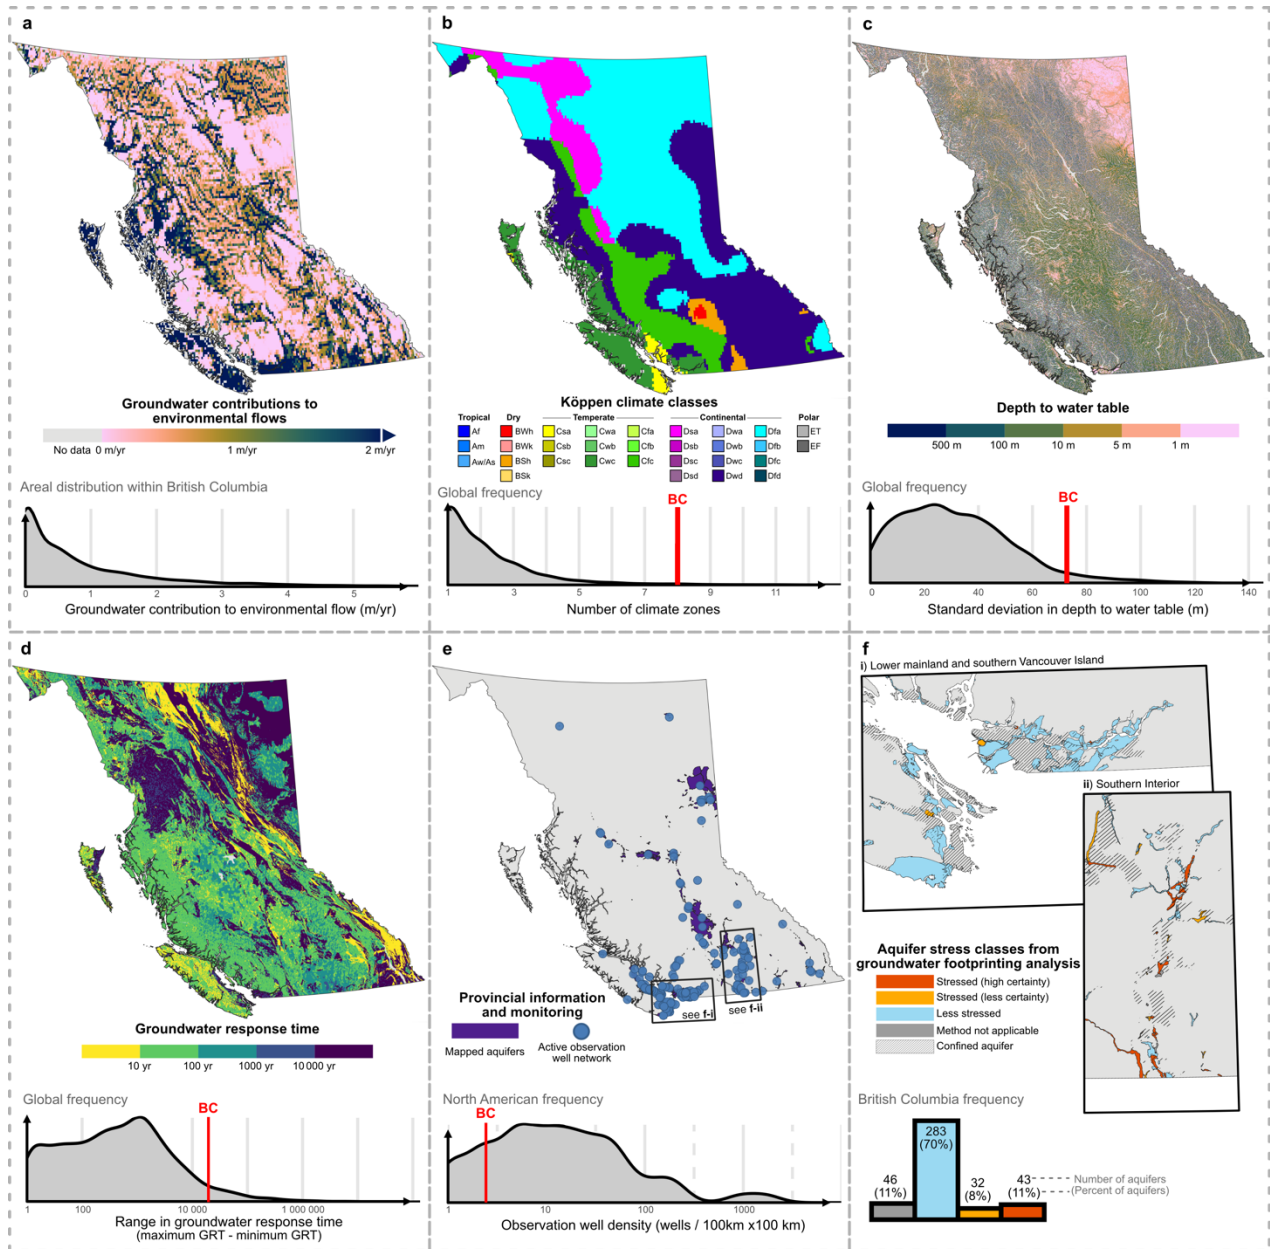 a
Groundwater contributions to
environmental flows
No data 0 m/yr 1 m/yr 2 m/yr
Areal distribution within British Columbia
0 1 2 3 4 5
Groundwater contribution to environmental flow (m/yr)
b
Köppen climate classes
Tropical Dry Temperate Continental Polar
Af BWh Csa Cwa Cfa Dsa Dwa Dfa ET
Am BWk Csb Cwb Cfb Dsb Dwb Dfb EF
Aw/As BSh Csc Cwc Cfc Dsc Dwc Dfc
BSk Dsd Dwd Dfd
Global frequency
BC
1 3 5 7 9 11
Number of climate zones
c
Depth to water table
500 m 100 m 10 m 5 m 1 m
Global frequency
BC
0 20 40 60 80 100 120 140
Standard deviation in depth to water table (m)
d
Groundwater response time
10 yr 100 yr 1000 yr 10 000 yr
Global frequency
BC
1 100 10 000 1000 000
Range in groundwater response time
(maximum GRT - minimum GRT)
e
see f-i
see f-ii
Provincial information
and monitoring
Mapped aquifers
Active observation
well network
North American frequency
BC
1 10 100 1000
Observation well density (wells / 100km x100 km)
f
i) Lower mainland and southern Vancouver Island
ii) Southern Interior
Aquifer stress classes from
groundwater footprinting analysis
Stressed (high certainty)
Stressed (less certainty)
Less stressed
Method not applicable
Confined aquifer
British Columbia frequency
46
(11%)
283
(70%)
32
(8%)
43
(11%)
Number of aquifers
(Percent of aquifers)